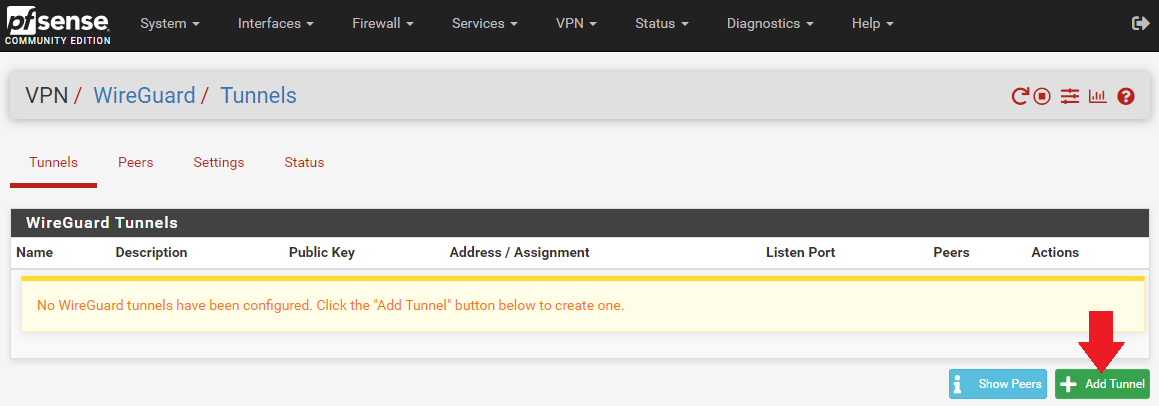 pfsense
COMMUNITY EDITION
System Interfaces Firewall Services VPN Status Diagnostics Help
VPN / WireGuard / Tunnels
Tunnels Peers Settings Status
WireGuard Tunnels
Name Description Public Key Address / Assignment Listen Port Peers Actions
No WireGuard tunnels have been configured. Click the "Add Tunnel" button below to create one.
Show Peers Add Tunnel